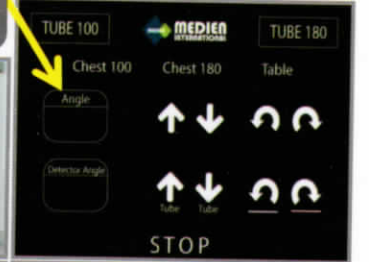 TUBE 100
MEDIEN
INTERNATIONAL
TUBE 180
Chest 100 Chest 180 Table
Angle
Detector Angle
Tube Tube
STOP